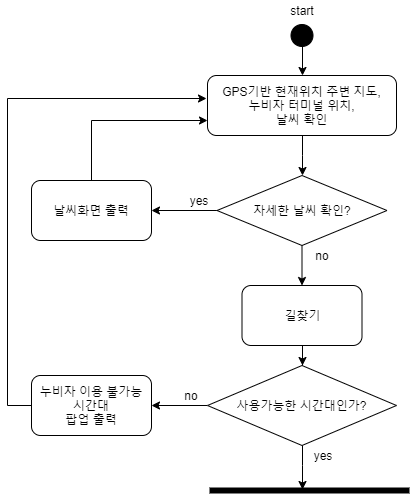 start
GPS기반 현재위치 주변 지도,
누비자 터미널 위치,
날씨 확인
날씨화면 출력
yes
자세한 날씨 확인?
no
길찾기
누비자 이용 불가능
시간대
팝업 출력
no
사용가능한 시간대인가?
yes